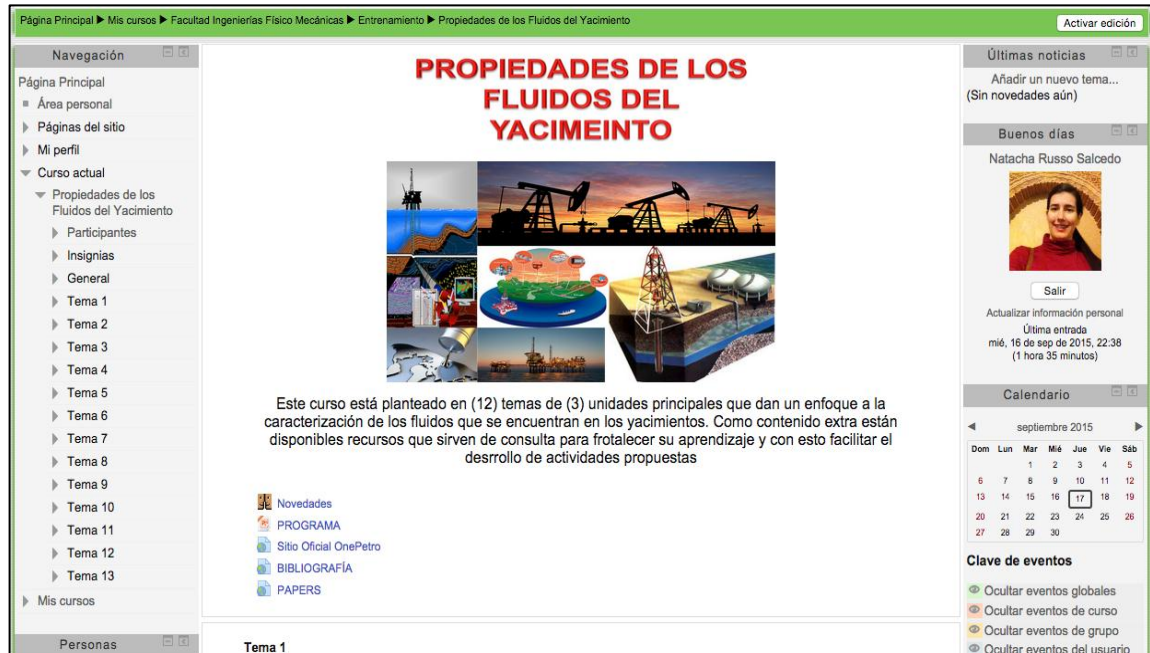 Página Principal ▶ Mis cursos ▶ Facultad Ingenierías Físico Mecánicas ▶ Entrenamiento ▶ Propiedades de los Fluidos del Yacimiento
Activar edición
Navegación
Página Principal
Área personal
Páginas del sitio
Mi perfil
Curso actual
Propiedades de los
Fluidos del Yacimiento
Participantes
Insignias
General
Tema 1
Tema 2
Tema 3
Tema 4
Tema 5
Tema 6
Tema 7
Tema 8
Tema 9
Tema 10
Tema 11
Tema 12
Tema 13
Mis cursos
Personas
PROPIEDADES DE LOS
FLUIDOS DEL
YACIMEINTO
Este curso está planteado en (12) temas de (3) unidades principales que dan un enfoque a la
caracterización de los fluidos que se encuentran en los yacimientos. Como contenido extra están
disponibles recursos que sirven de consulta para frotalecer su aprendizaje y con esto facilitar el
desrrollo de actividades propuestas
Novedades
PROGRAMA
Sitio Oficial OnePetro
BIBLIOGRAFÍA
PAPERS
Tema 1
Últimas noticias
Añadir un nuevo tema...
(Sin novedades aún)
Buenos días
Natacha Russo Salcedo
Salir
Actualizar información personal
Última entrada
mié, 16 de sep de 2015, 22:38
(1 hora 35 minutos)
Calendario
◀ septiembre 2015 ▶
Dom Lun Mar Mié Jue Vie Sáb
1 2 3 4 5
6 7 8 9 10 11 12
13 14 15 16 17 18 19
20 21 22 23 24 25 26
27 28 29 30
Clave de eventos
Ocultar eventos globales
Ocultar eventos de curso
Ocultar eventos de grupo
Ocultar eventos del usuario